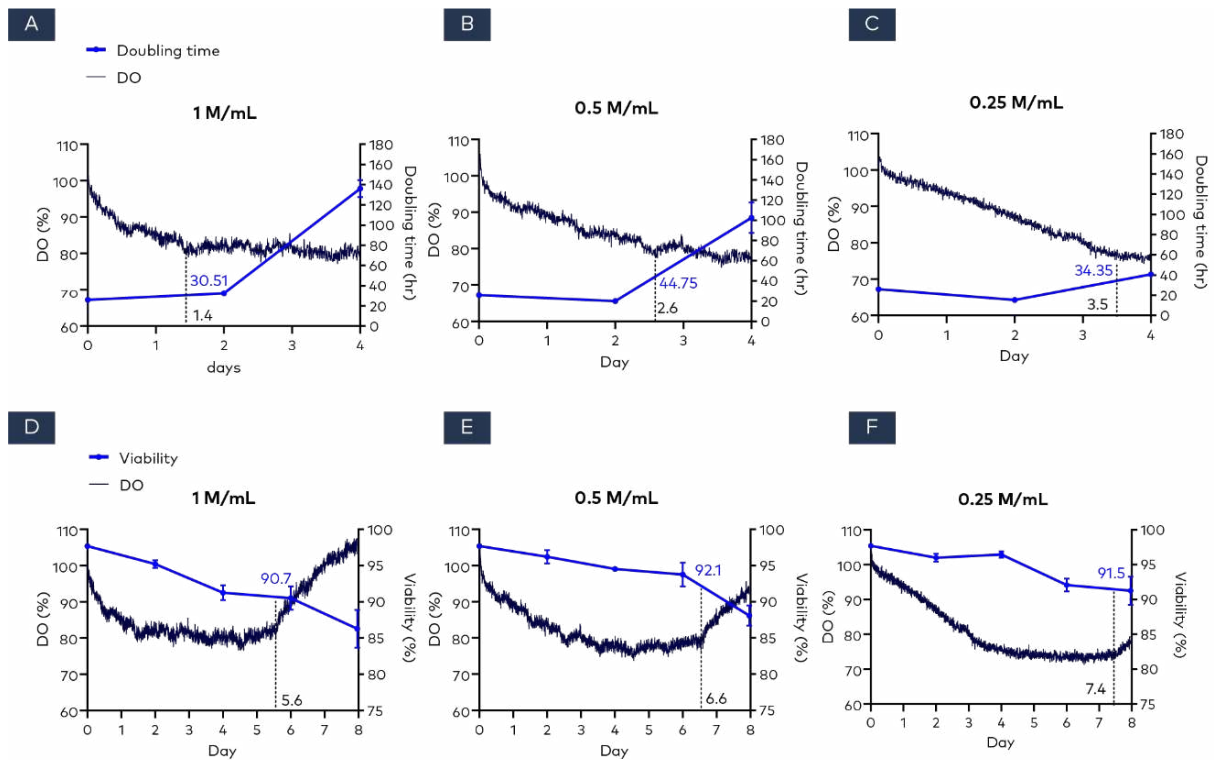 A
B
C
Doubling time
DO
1 M/mL
0.5 M/mL
0.25 M/mL
110
100
90
80
70
60
DO (%)
180
160
140
120
100
80
60
40
20
0
Doubling time (hr)
30.51
1.4
0 1 2 3 4
days
110
100
90
80
70
60
DO (%)
180
160
140
120
100
80
60
40
20
0
Doubling time (hr)
44.75
2.6
0 1 2 3 4
Day
110
100
90
80
70
60
DO (%)
180
160
140
120
100
80
60
40
15
0
Doubling time (hr)
34.35
3.5
0 1 2 3 4
Day
D
E
F
Viability
DO
1 M/mL
0.5 M/mL
0.25 M/mL
110
100
90
80
70
60
DO (%)
100
95
90
85
80
75
Viability (%)
90.7
5.6
0 1 2 3 4 5 6 7 8
Day
110
100
90
80
70
60
DO (%)
100
95
90
85
80
75
Viability (%)
92.1
6.6
0 1 2 3 4 5 6 7 8
Day
110
100
90
80
70
60
DO (%)
100
95
90
85
80
75
Viability (%)
91.5
7.4
0 1 2 3 4 5 6 7 8
Day